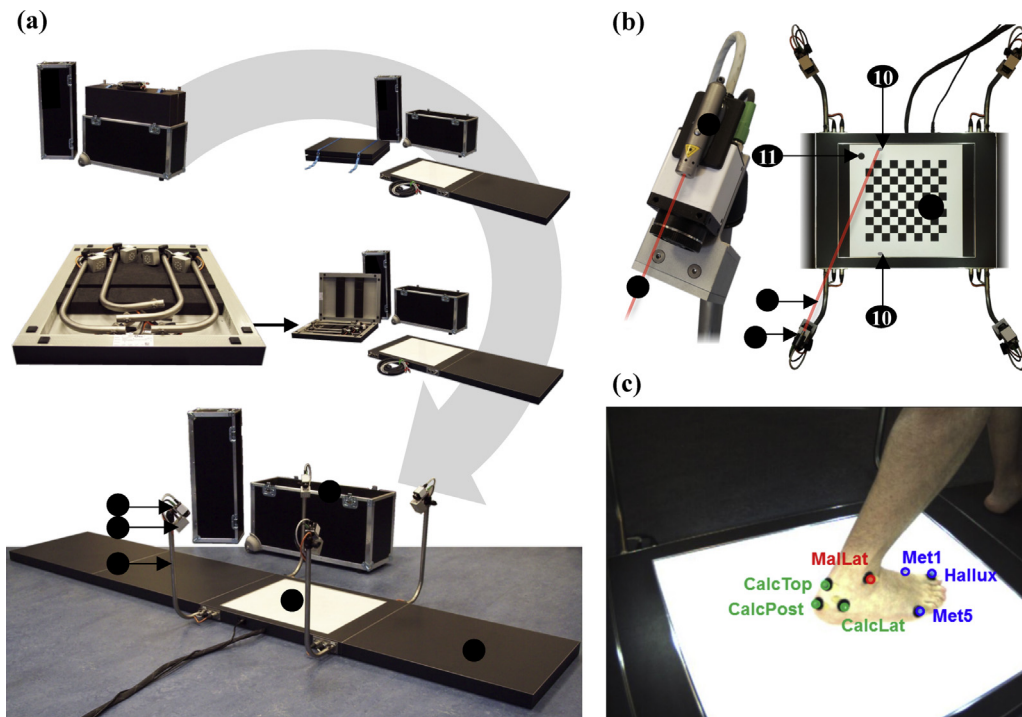 (a)
(b)
10
11
10
(c)
MalLat
Met1
CalcTop
Hallux
CalcPost
Met5
CalcLat